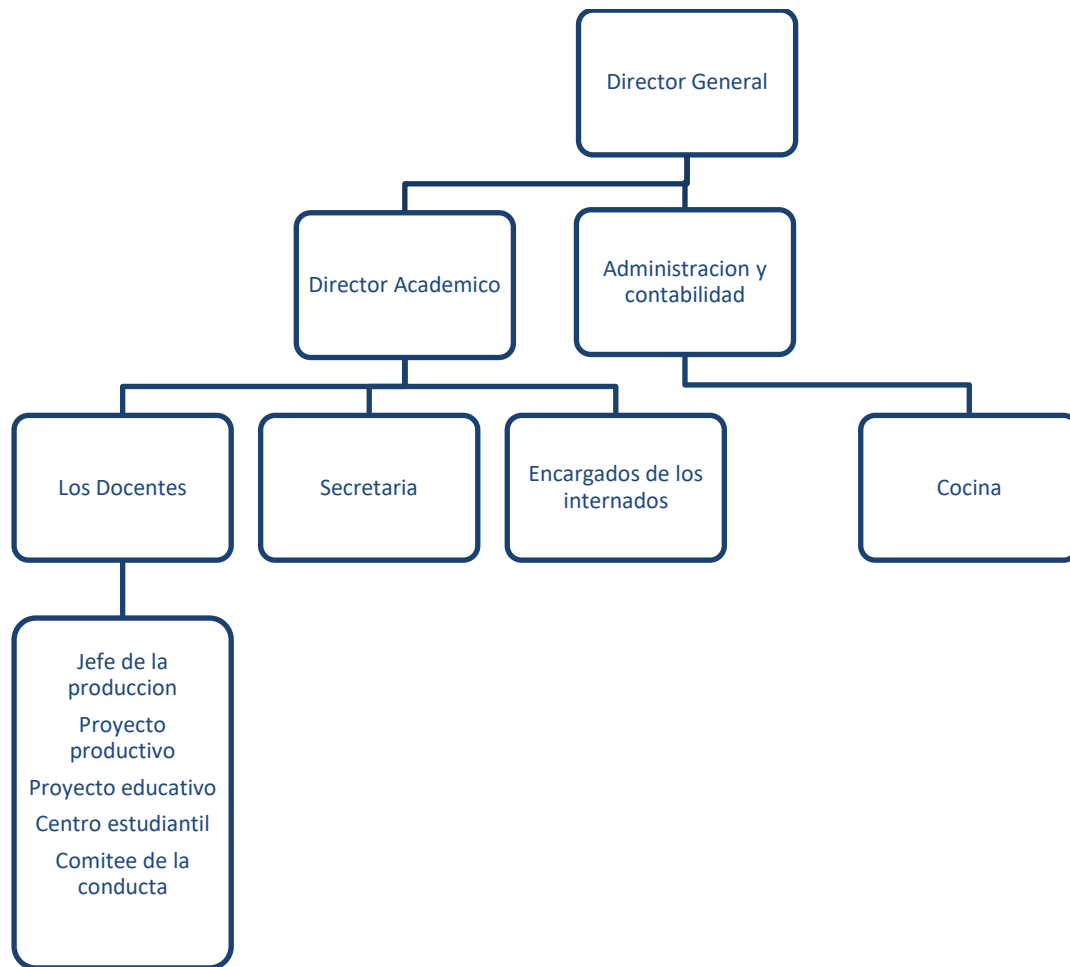 Director General
Director Academico
Administracion y
contabilidad
Los Docentes
Secretaria
Encargados de los
internados
Cocina
Jefe de la
produccion
Proyecto
productivo
Proyecto educativo
Centro estudiantil
Comitee de la
conducta